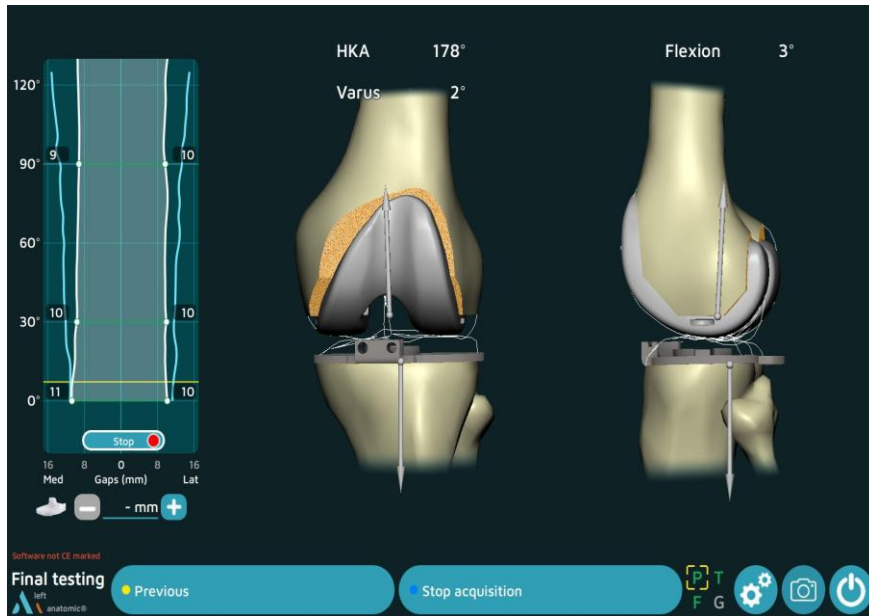 HKA 178°
Varus 2°
Flexion 3°
120°
90°
60°
30°
0°
9 10
10 10
11 10
Stop
16 8 0 8 16
Med Gaps (mm) Lat
- mm
Software not CE marked
Final testing
left
anatomic®
Previous
Stop acquisition
P T
F G